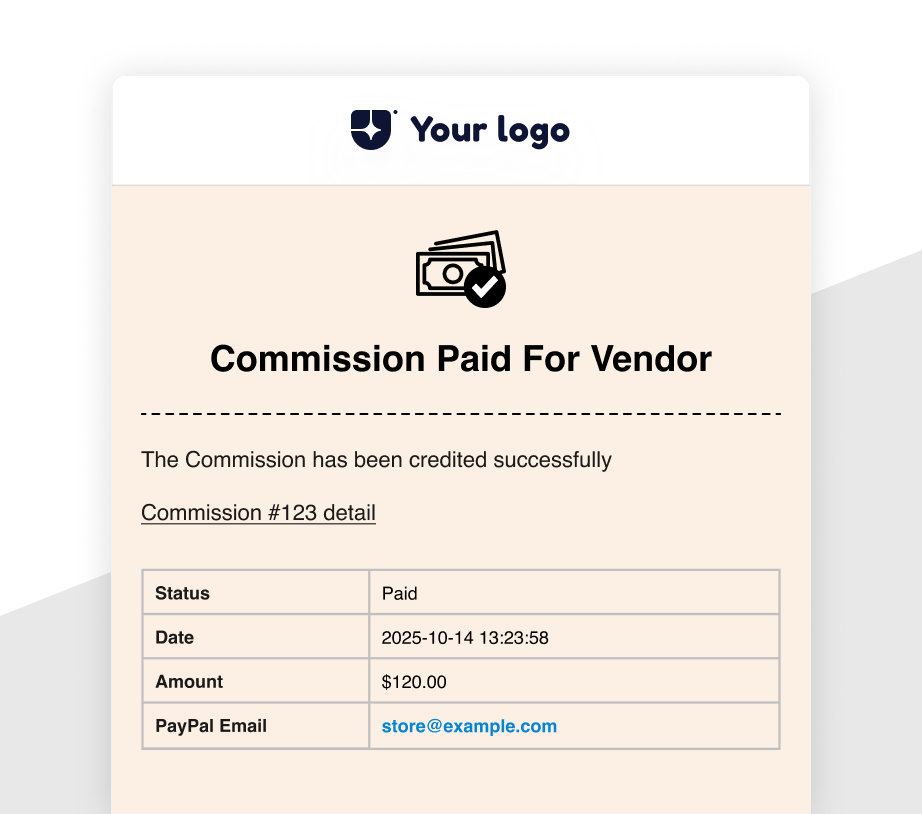 Your logo
Commission Paid For Vendor
The Commission has been credited successfully
Commission #123 detail
Status Paid
Date 2025-10-14 13:23:58
Amount $120.00
PayPal Email store@example.com